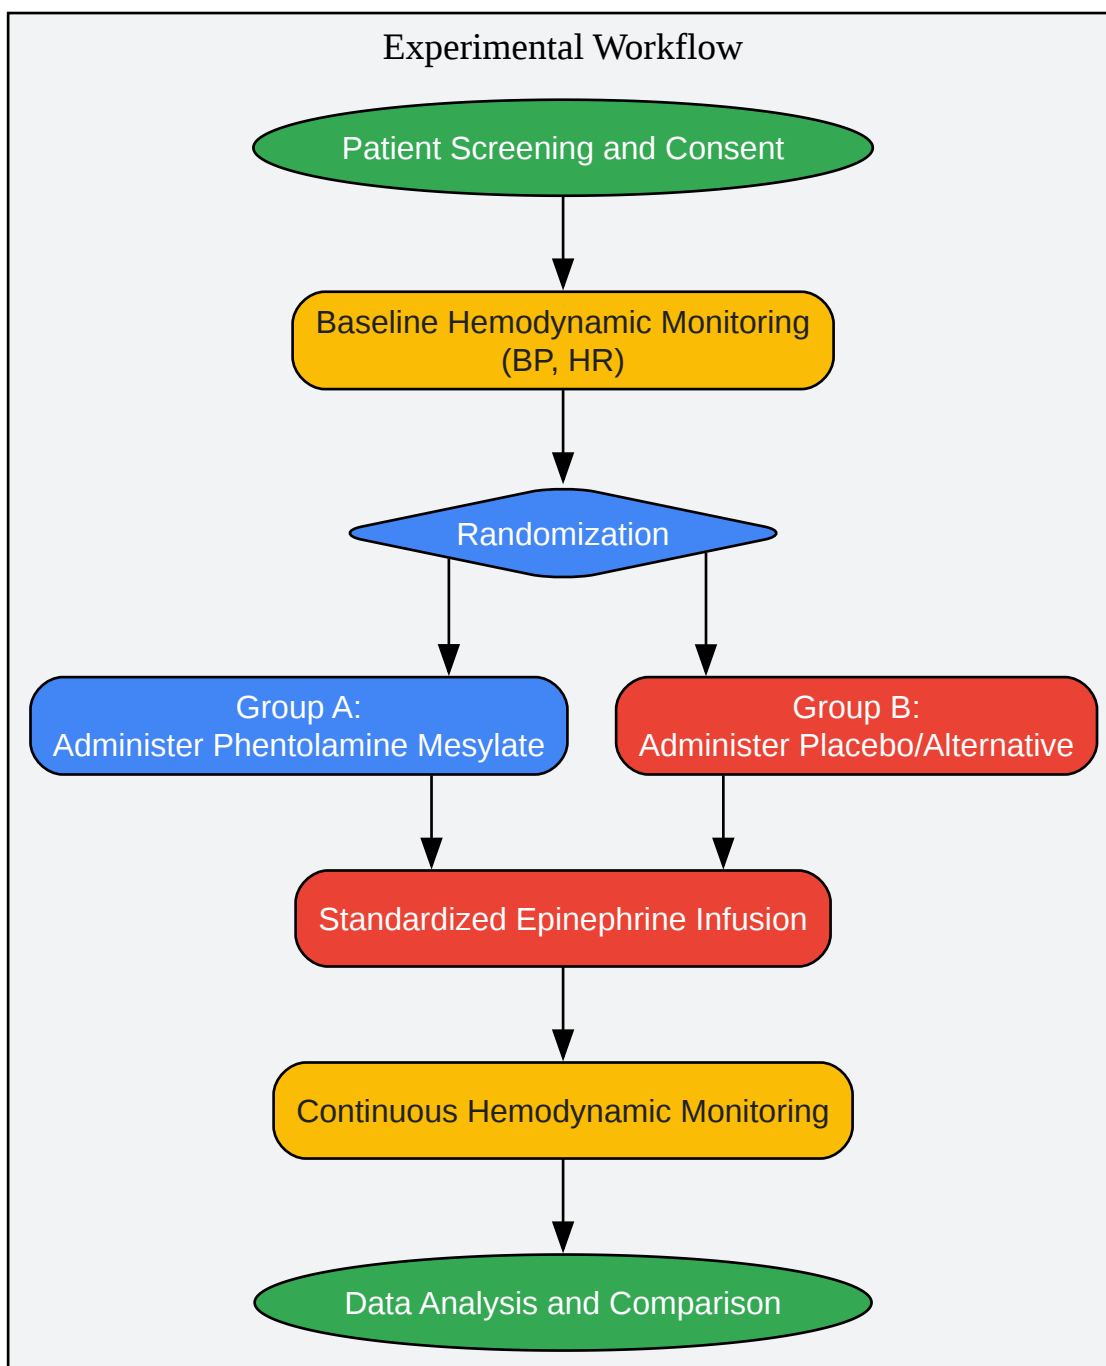 Experimental Workflow
Patient Screening and Consent
Baseline Hemodynamic Monitoring
(BP, HR)
Randomization
Group A:
Administer Phentolamine Mesylate
Group B:
Administer Placebo/Alternative
Standardized Epinephrine Infusion
Continuous Hemodynamic Monitoring
Data Analysis and Comparison